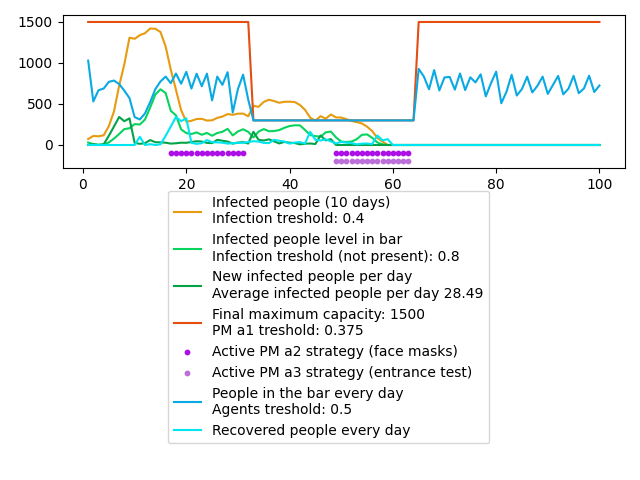 1500
1000
500
0
0 20 40 60 80 100
Infected people (10 days)
Infection treshold: 0.4
Infected people level in bar
Infection treshold (not present): 0.8
New infected people per day
Average infected people per day 28.49
Final maximum capacity: 1500
PM a1 treshold: 0.375
Active PM a2 strategy (face masks)
Active PM a3 strategy (entrance test)
People in the bar every day
Agents treshold: 0.5
Recovered people every day